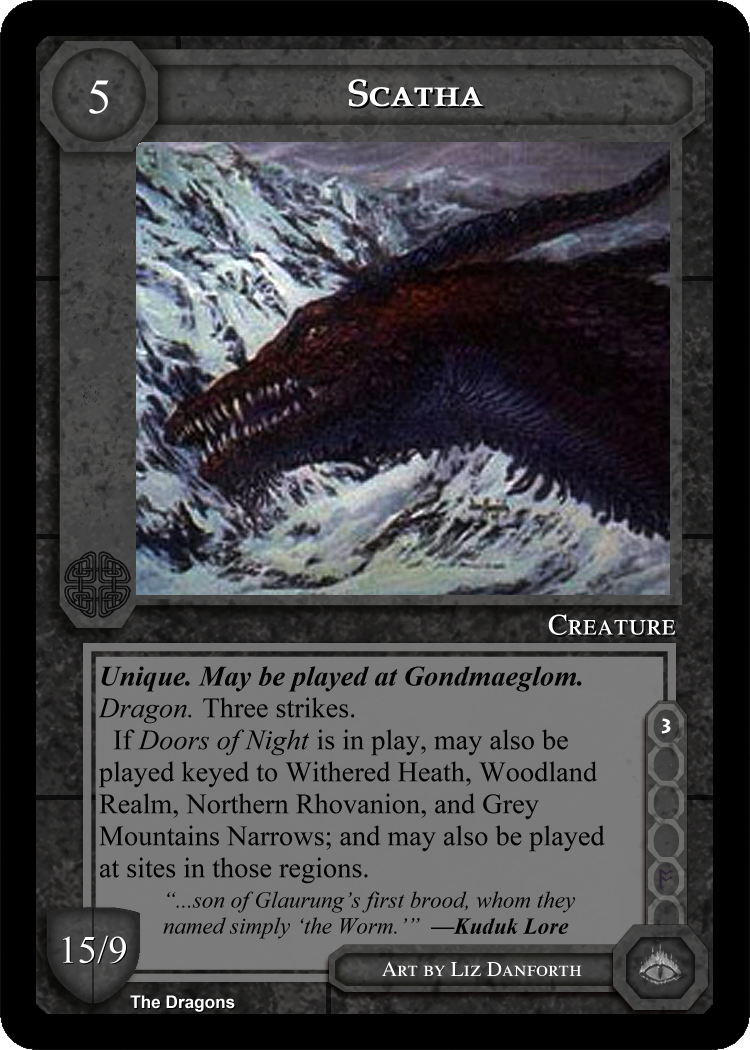 5
SCATHA
CREATURE
Unique. May be played at Gondmaeglom.
Dragon. Three strikes.
If Doors of Night is in play, may also be
played keyed to Withered Heath, Woodland
Realm, Northern Rhovanion, and Grey
Mountains Narrows; and may also be played
at sites in those regions.
3
“...son of Glaurung’s first brood, whom they
named simply ‘the Worm.’” —Kuduk Lore
15/9
ART BY LIZ DANFORTH
The Dragons